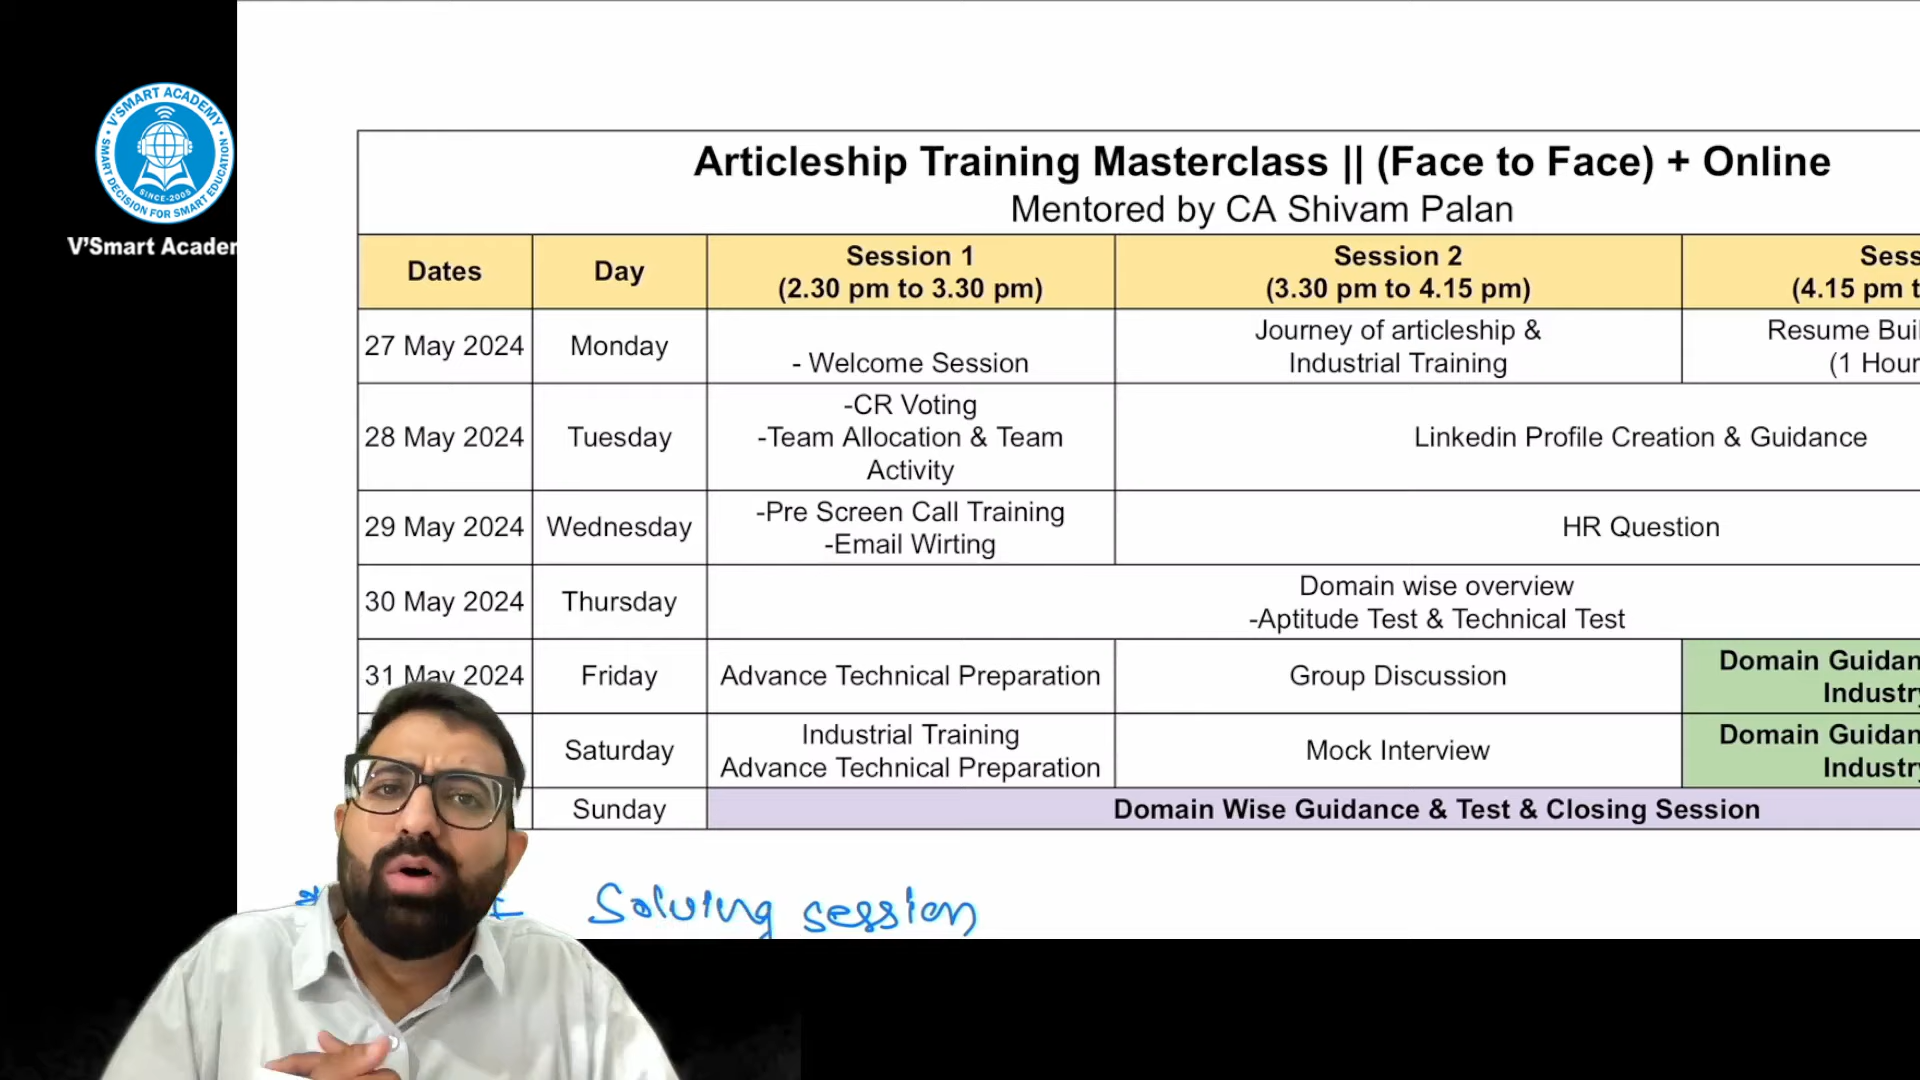 V'SMART ACADEMY
SMART DECISION FOR SMART EDUCATION
SINCE-2005
V'Smart Acader
Articleship Training Masterclass || (Face to Face) + Online
Mentored by CA Shivam Palan
Dates Day Session 1 Session 2 Sess
(2.30 pm to 3.30 pm) (3.30 pm to 4.15 pm) (4.15 pm t
27 May 2024 Monday - Welcome Session Journey of articleship & Resume Buil
Industrial Training (1 Hour
28 May 2024 Tuesday -CR Voting Linkedin Profile Creation & Guidance
-Team Allocation & Team
Activity
29 May 2024 Wednesday -Pre Screen Call Training HR Question
-Email Wirting
30 May 2024 Thursday Domain wise overview
-Aptitude Test & Technical Test
31 May 2024 Friday Advance Technical Preparation Group Discussion Domain Guidan
Industry
Saturday Industrial Training Mock Interview Domain Guidan
Advance Technical Preparation Industry
Sunday Domain Wise Guidance & Test & Closing Session
Solving session